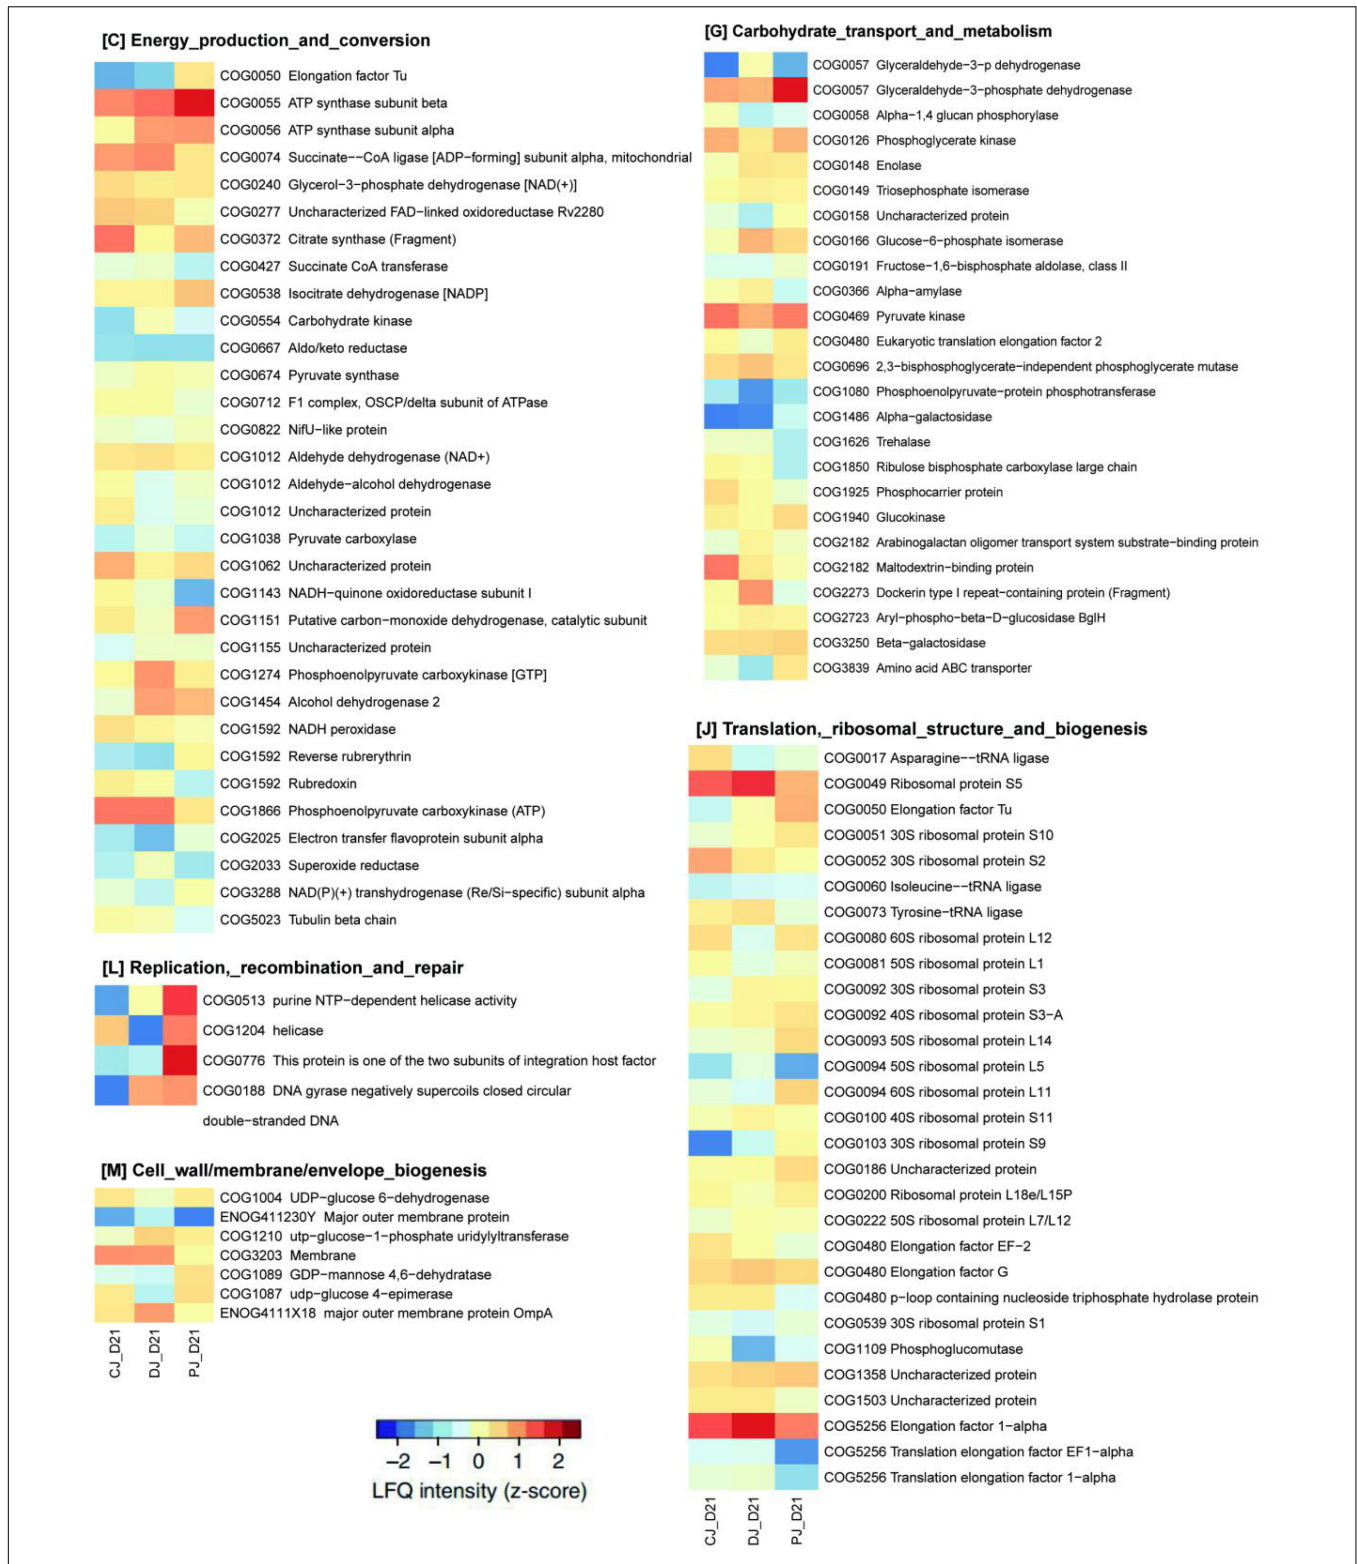 [C] Energy_production_and_conversion
COG0050 Elongation factor Tu
COG0055 ATP synthase subunit beta
COG0056 ATP synthase subunit alpha
COG0074 Succinate--CoA ligase [ADP-forming] subunit alpha, mitochondrial
COG0240 Glycerol-3-phosphate dehydrogenase [NAD(+)]
COG0277 Uncharacterized FAD-linked oxidoreductase Rv2280
COG0372 Citrate synthase (Fragment)
COG0427 Succinate CoA transferase
COG0538 Isocitrate dehydrogenase [NADP]
COG0554 Carbohydrate kinase
COG0667 Aldo/keto reductase
COG0674 Pyruvate synthase
COG0712 F1 complex, OSCP/delta subunit of ATPase
COG0822 NifU-like protein
COG1012 Aldehyde dehydrogenase (NAD+)
COG1012 Aldehyde-alcohol dehydrogenase
COG1012 Uncharacterized protein
COG1038 Pyruvate carboxylase
COG1062 Uncharacterized protein
COG1143 NADH-quinone oxidoreductase subunit I
COG1151 Putative carbon-monoxide dehydrogenase, catalytic subunit
COG1155 Uncharacterized protein
COG1274 Phosphoenolpyruvate carboxykinase [GTP]
COG1454 Alcohol dehydrogenase 2
COG1592 NADH peroxidase
COG1592 Reverse rubrerythrin
COG1592 Rubredoxin
COG1866 Phosphoenolpyruvate carboxykinase (ATP)
COG2025 Electron transfer flavoprotein subunit alpha
COG2033 Superoxide reductase
COG3288 NAD(P)(+) transhydrogenase (Re/Si-specific) subunit alpha
COG5023 Tubulin beta chain
[L] Replication,_recombination_and_repair
COG0513 purine NTP-dependent helicase activity
COG1204 helicase
COG0776 This protein is one of the two subunits of integration host factor
COG0188 DNA gyrase negatively supercoils closed circular
double-stranded DNA
[M] Cell_wall/membrane/envelope_biogenesis
COG1004 UDP-glucose 6-dehydrogenase
ENOG411230Y Major outer membrane protein
COG1210 utp-glucose-1-phosphate uridylyltransferase
COG3203 Membrane
COG1089 GDP-mannose 4,6-dehydratase
COG1087 udp-glucose 4-epimerase
ENOG4111X18 major outer membrane protein OmpA
CJ_D21
DJ_D21
PJ_D21
-2 -1 0 1 2
LFQ intensity (z-score)
[G] Carbohydrate_transport_and_metabolism
COG0057 Glyceraldehyde-3-p dehydrogenase
COG0057 Glyceraldehyde-3-phosphate dehydrogenase
COG0058 Alpha-1,4 glucan phosphorylase
COG0126 Phosphoglycerate kinase
COG0148 Enolase
COG0149 Triosephosphate isomerase
COG0158 Uncharacterized protein
COG0166 Glucose-6-phosphate isomerase
COG0191 Fructose-1,6-bisphosphate aldolase, class II
COG0366 Alpha-amylase
COG0469 Pyruvate kinase
COG0480 Eukaryotic translation elongation factor 2
COG0696 2,3-bisphosphoglycerate-independent phosphoglycerate mutase
COG1080 Phosphoenolpyruvate-protein phosphotransferase
COG1486 Alpha-galactosidase
COG1626 Trehalase
COG1850 Ribulose bisphosphate carboxylase large chain
COG1925 Phosphocarrier protein
COG1940 Glucokinase
COG2182 Arabinogalactan oligomer transport system substrate-binding protein
COG2182 Maltodextrin-binding protein
COG2273 Dockerin type I repeat-containing protein (Fragment)
COG2723 Aryl-phospho-beta-D-glucosidase BglH
COG3250 Beta-galactosidase
COG3839 Amino acid ABC transporter
[J] Translation,_ribosomal_structure_and_biogenesis
COG0017 Asparagine--tRNA ligase
COG0049 Ribosomal protein S5
COG0050 Elongation factor Tu
COG0051 30S ribosomal protein S10
COG0052 30S ribosomal protein S2
COG0060 Isoleucine--tRNA ligase
COG0073 Tyrosine-tRNA ligase
COG0080 60S ribosomal protein L12
COG0081 50S ribosomal protein L1
COG0092 30S ribosomal protein S3
COG0092 40S ribosomal protein S3-A
COG0093 50S ribosomal protein L14
COG0094 50S ribosomal protein L5
COG0094 60S ribosomal protein L11
COG0100 40S ribosomal protein S11
COG0103 30S ribosomal protein S9
COG0186 Uncharacterized protein
COG0200 Ribosomal protein L18e/L15P
COG0222 50S ribosomal protein L7/L12
COG0480 Elongation factor EF-2
COG0480 Elongation factor G
COG0480 p-loop containing nucleoside triphosphate hydrolase protein
COG0539 30S ribosomal protein S1
COG1109 Phosphoglucomutase
COG1358 Uncharacterized protein
COG1503 Uncharacterized protein
COG5256 Elongation factor 1-alpha
COG5256 Translation elongation factor EF1-alpha
COG5256 Translation elongation factor 1-alpha
CJ_D21
DJ_D21
PJ_D21